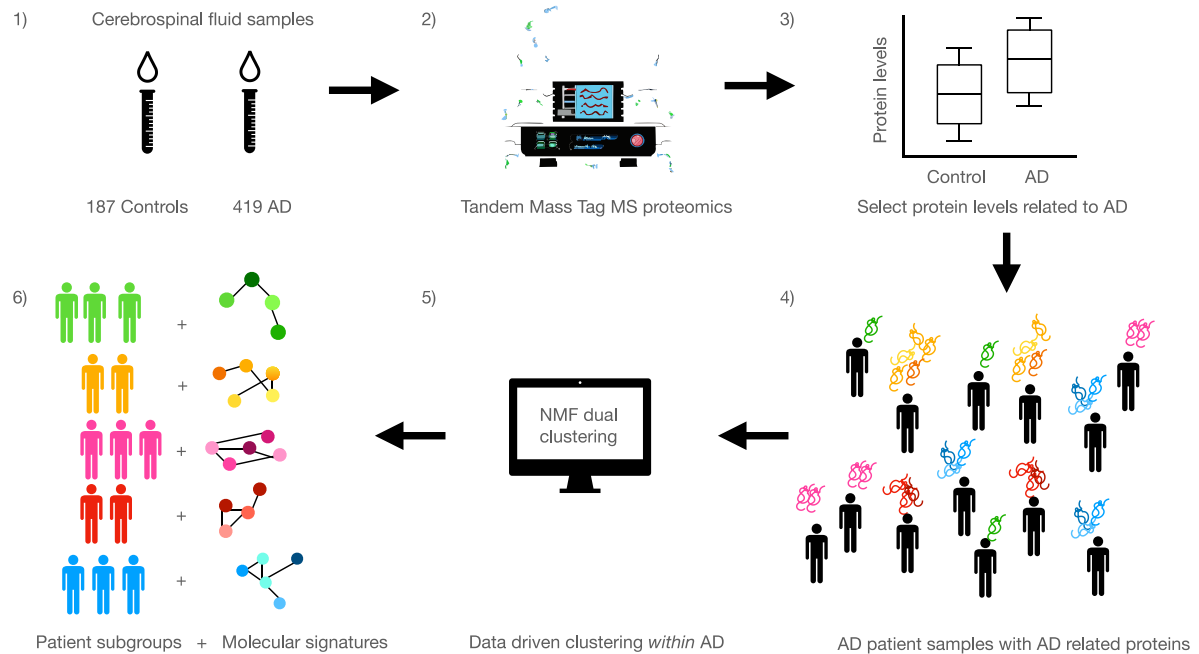 1)
Cerebrospinal fluid samples
187 Controls
419 AD
2)
Tandem Mass Tag MS proteomics
3)
Protein levels
Control
AD
Select protein levels related to AD
4)
AD patient samples with AD related proteins
5)
NMF dual
clustering
Data driven clustering within AD
6)
+
+
+
+
+
Patient subgroups + Molecular signatures